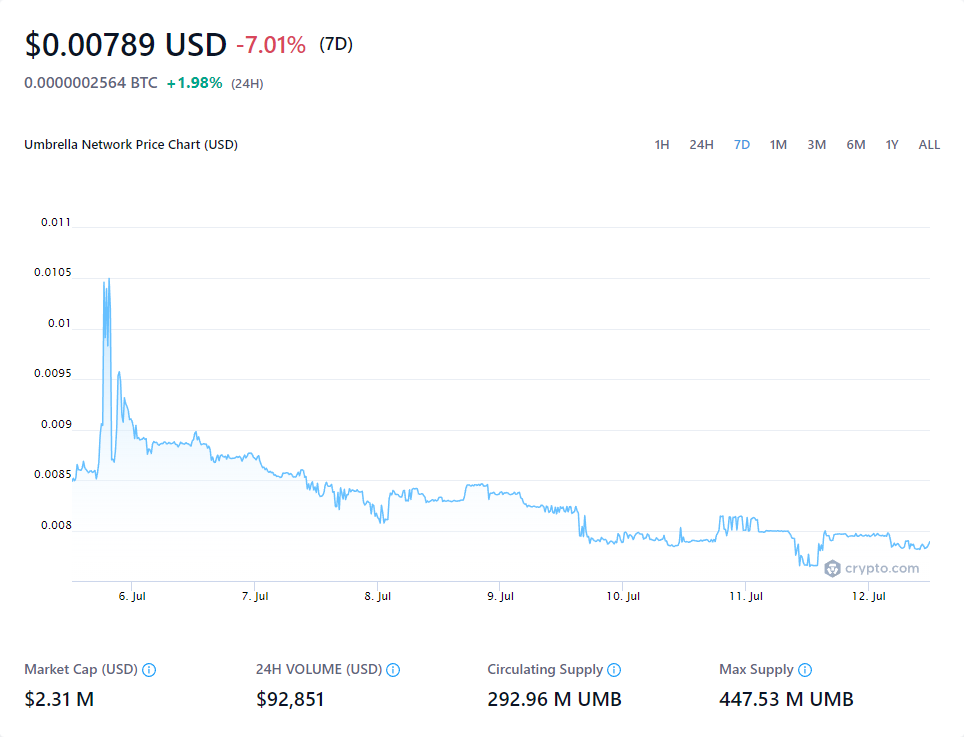 $0.00789 USD -7.01% (7D)
0.0000002564 BTC +1.98% (24H)
Umbrella Network Price Chart (USD) 1H 24H 7D 1M 3M 6M 1Y ALL
0.011
0.0105
0.01
0.0095
0.009
0.0085
0.008
crypto.com
6. Jul 7. Jul 8. Jul 9. Jul 10. Jul 11. Jul 12. Jul
Market Cap (USD) 24H VOLUME (USD) Circulating Supply Max Supply
$2.31 M $92,851 292.96 M UMB 447.53 M UMB